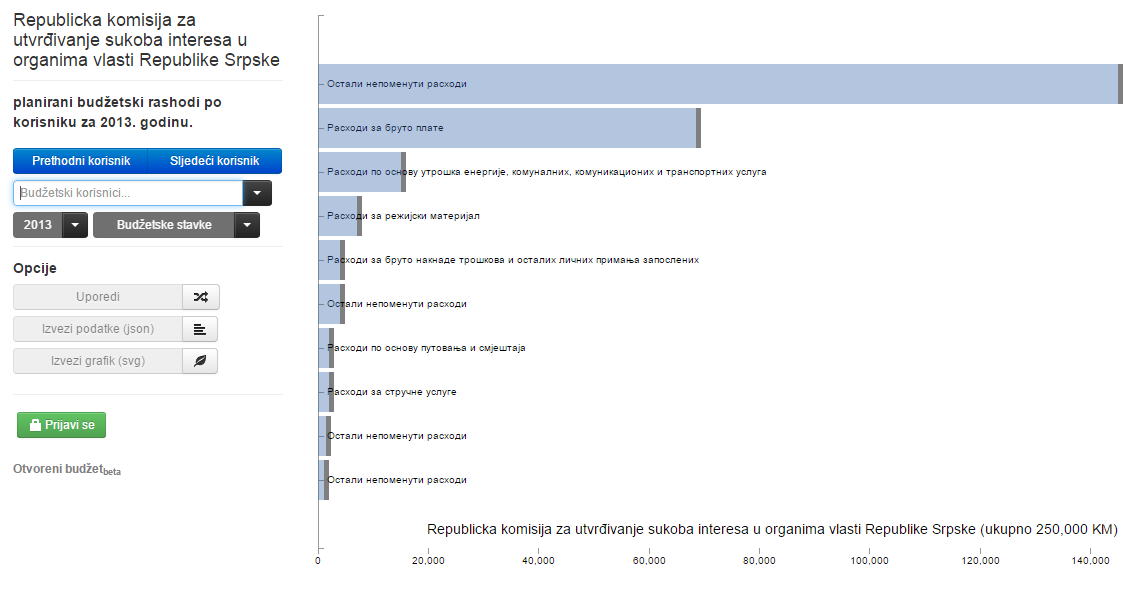 Republicka komisija za
utvrđivanje sukoba interesa u
organima vlasti Republike Srpske
planirani budžetski rashodi po
korisniku za 2013. godinu.
Prethodni korisnik Sljedeći korisnik
Budžetski korisnici...
2013 Budžetske stavke
Opcije
Uporedi
Izvezi podatke (json)
Izvezi grafik (svg)
Prijavi se
Otvoreni budžetbeta
Остали непоменути расходи
Расходи за бруто плате
Расходи по основу утрошка енергије, комуналних, комуникационих и транспортних услуга
Расходи за режијски материјал
Расходи за бруто накнаде трошкова и осталих личних примања запослених
Остали непоменути расходи
Расходи по основу путовања и смјештаја
Расходи за стручне услуге
Остали непоменути расходи
Остали непоменути расходи
Republicka komisija za utvrđivanje sukoba interesa u organima vlasti Republike Srpske (ukupno 250,000 KM)
0 20,000 40,000 60,000 80,000 100,000 120,000 140,000